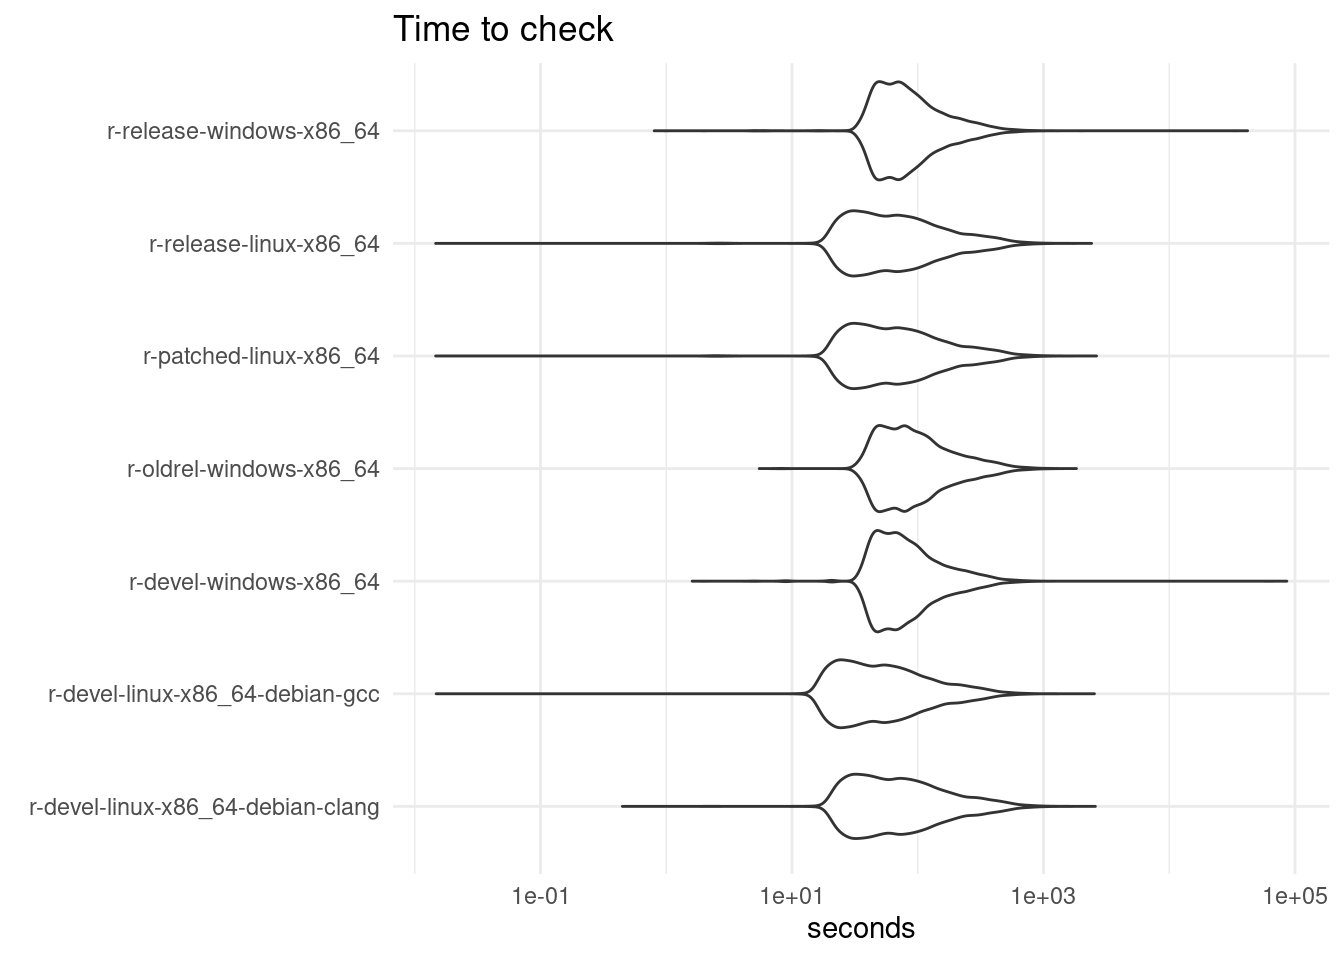 Time to check
r-release-windows-x86_64
r-release-linux-x86_64
r-patched-linux-x86_64
r-oldrel-windows-x86_64
r-devel-windows-x86_64
r-devel-linux-x86_64-debian-gcc
r-devel-linux-x86_64-debian-clang
1e-01 1e+01 1e+03 1e+05
seconds